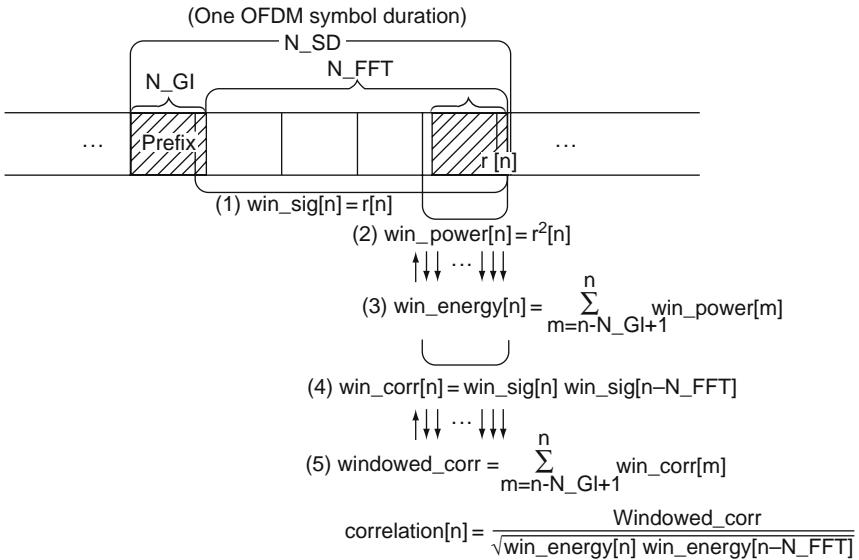 (One OFDM symbol duration)
N_SD
N_GI
N_FFT
...
Prefix
r [n]
...
(1) win_sig[n] = r[n]
(2) win_power[n] = r²[n]
...
(3) win_energy[n] = n ∑ m=n-N_GI+1 win_power[m]
(4) win_corr[n] = win_sig[n] win_sig[n–N_FFT]
...
(5) windowed_corr = n ∑ m=n-N_GI+1 win_corr[m]
correlation[n] = Windowed_corr
√win_energy[n] win_energy[n–N_FFT]